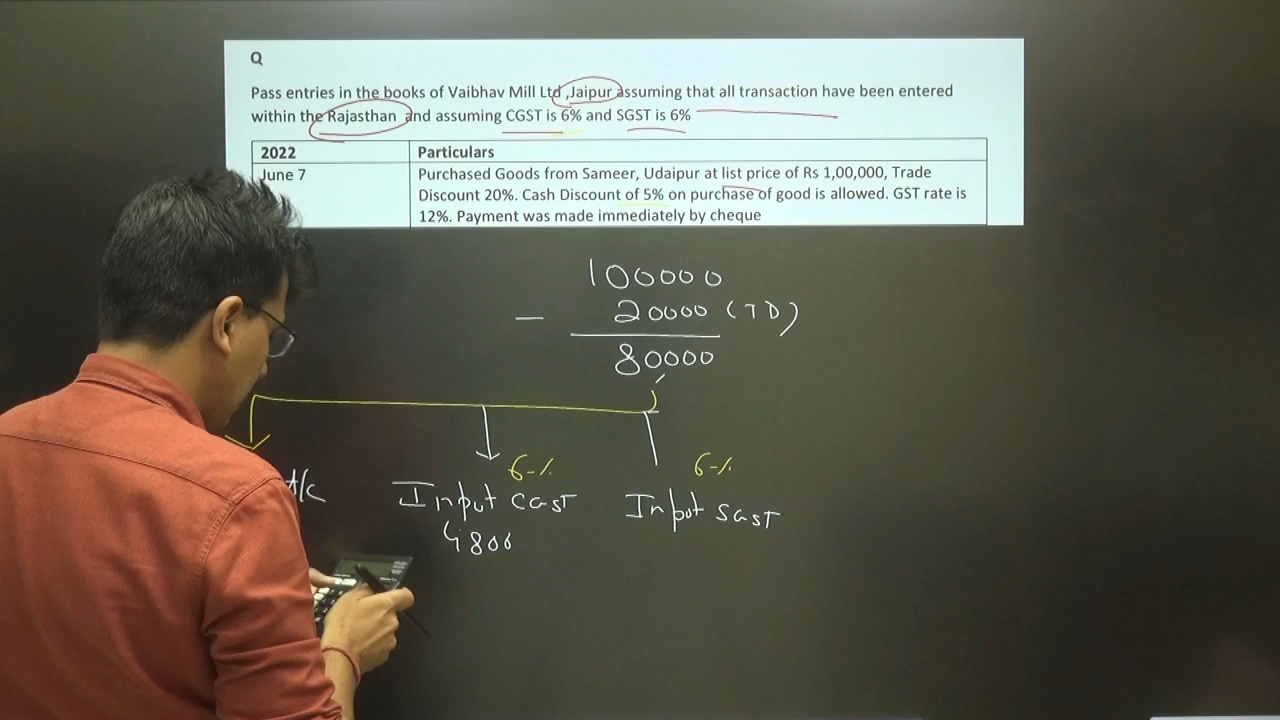 Q
Pass entries in the books of Vaibhav Mill Ltd ,Jaipur assuming that all transaction have been entered
within the Rajasthan and assuming CGST is 6% and SGST is 6%
2022 Particulars
June 7 Purchased Goods from Sameer, Udaipur at list price of Rs 1,00,000, Trade
Discount 20%. Cash Discount of 5% on purchase of good is allowed. GST rate is
12%. Payment was made immediately by cheque
100000
- 20000 (TD)
80000
6% 6%
A/c Input CGST Input SGST
4800